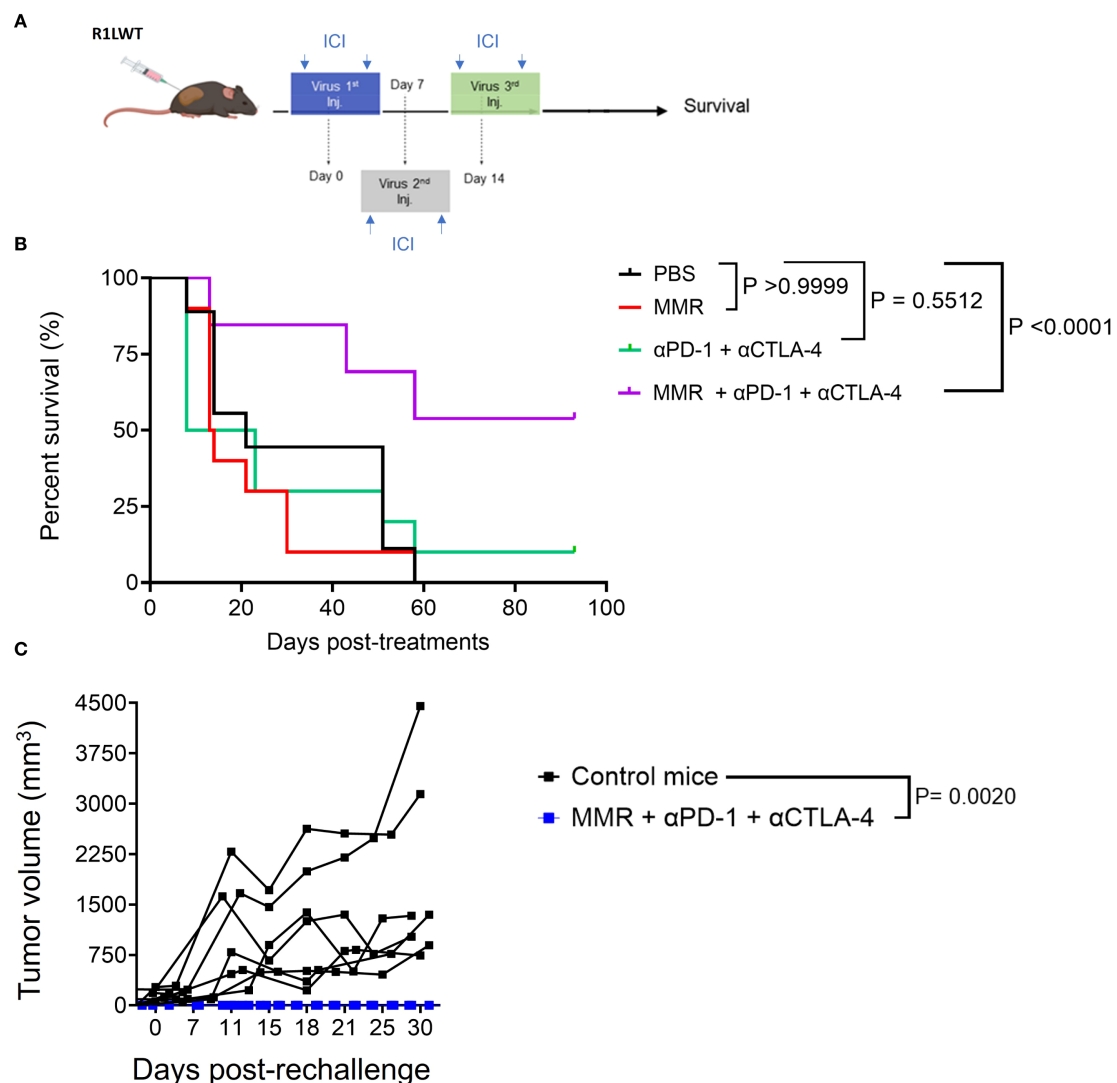 A
R1LWT
ICI
ICI
Virus 1st
Inj.
Day 7
Virus 3rd
Inj.
Survival
Day 0
Virus 2nd
Inj.
Day 14
ICI
B
100
75
50
25
0
Percent survival (%)
0 20 40 60 80 100
Days post-treatments
PBS
MMR
αPD-1 + αCTLA-4
MMR + αPD-1 + αCTLA-4
P >0.9999
P = 0.5512
P <0.0001
C
4500
3750
3000
2250
1500
750
0
Tumor volume (mm3)
0 7 11 15 18 21 25 30
Days post-rechallenge
Control mice
MMR + αPD-1 + αCTLA-4
P= 0.0020